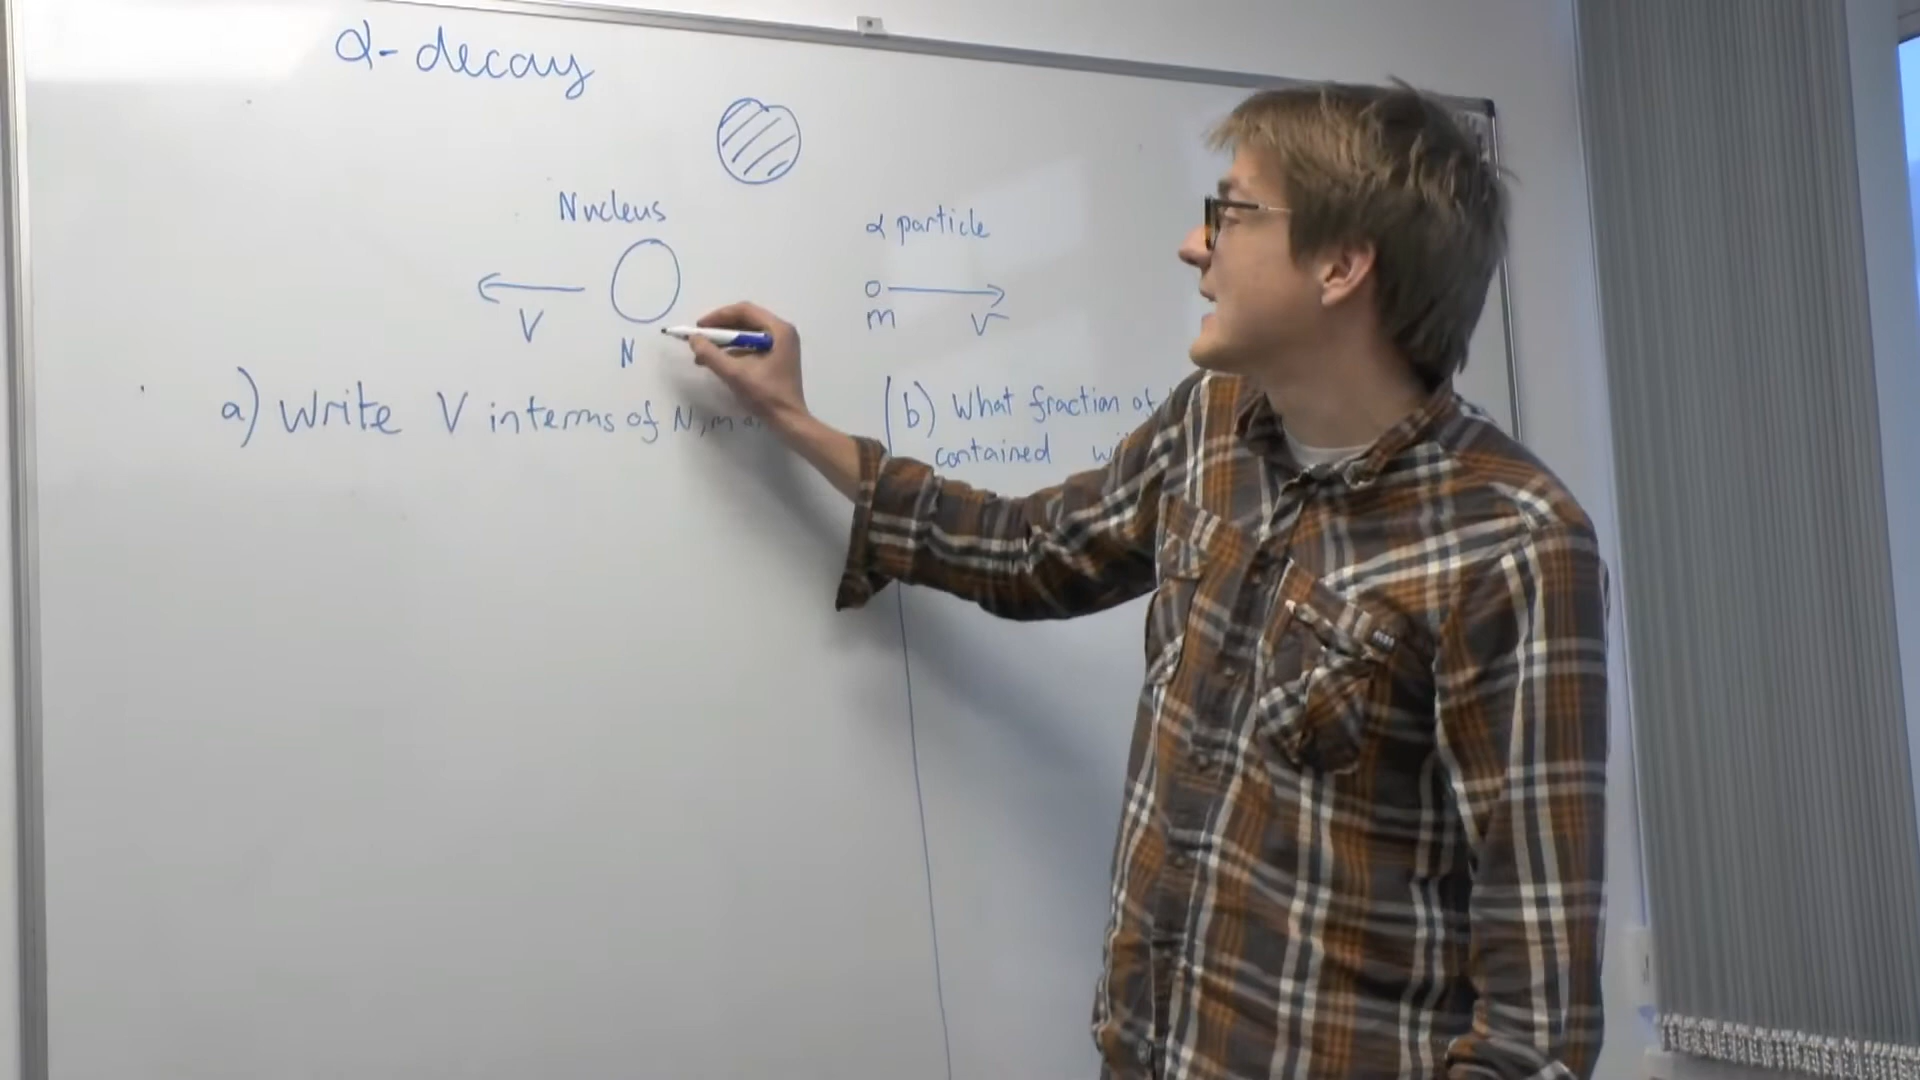 α-decay
Nucleus
α particle
V
m
v
N
a) Write V in terms of N, m
b) What fraction of
contained